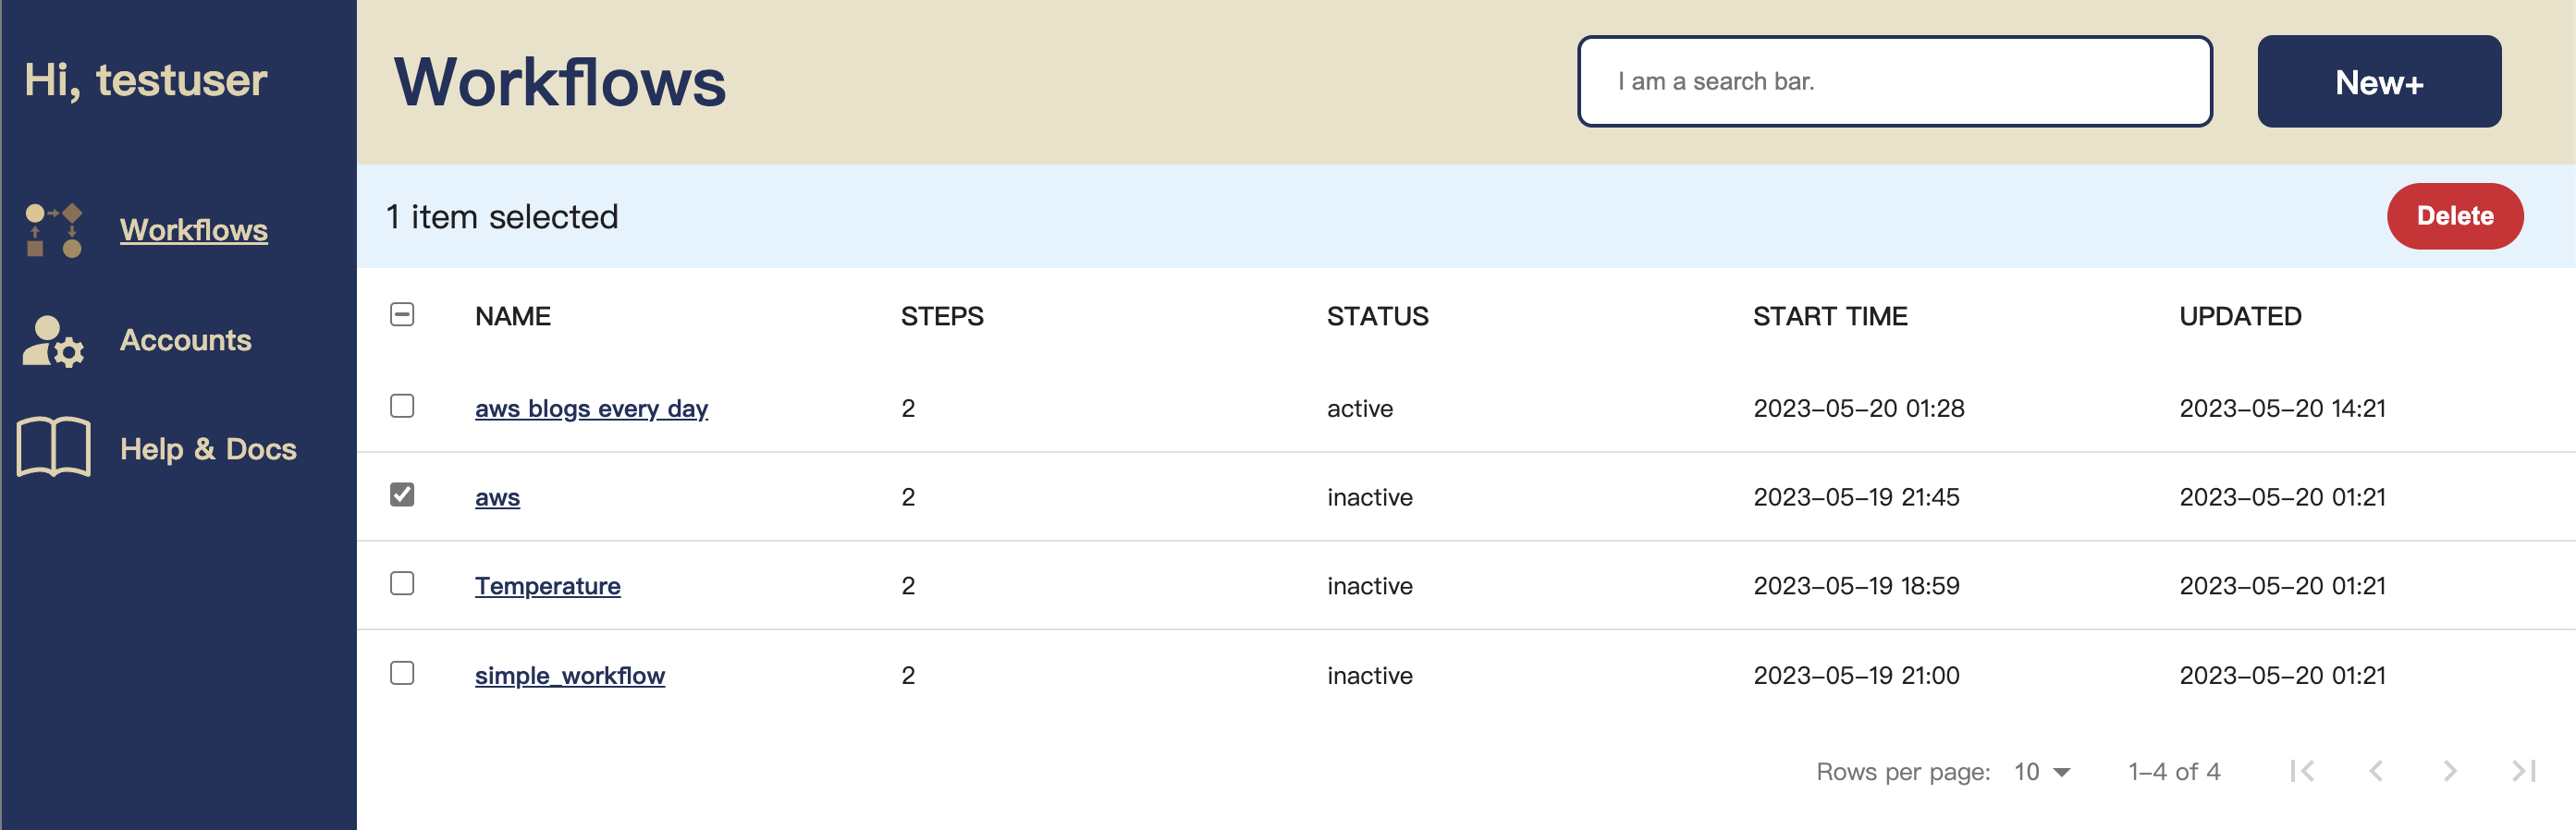 Hi, testuser
Workflows
Accounts
Help & Docs
Workflows
I am a search bar.
New+
1 item selected
Delete
NAME STEPS STATUS START TIME UPDATED
aws blogs every day 2 active 2023-05-20 01:28 2023-05-20 14:21
aws 2 inactive 2023-05-19 21:45 2023-05-20 01:21
Temperature 2 inactive 2023-05-19 18:59 2023-05-20 01:21
simple_workflow 2 inactive 2023-05-19 21:00 2023-05-20 01:21
Rows per page: 10 1–4 of 4